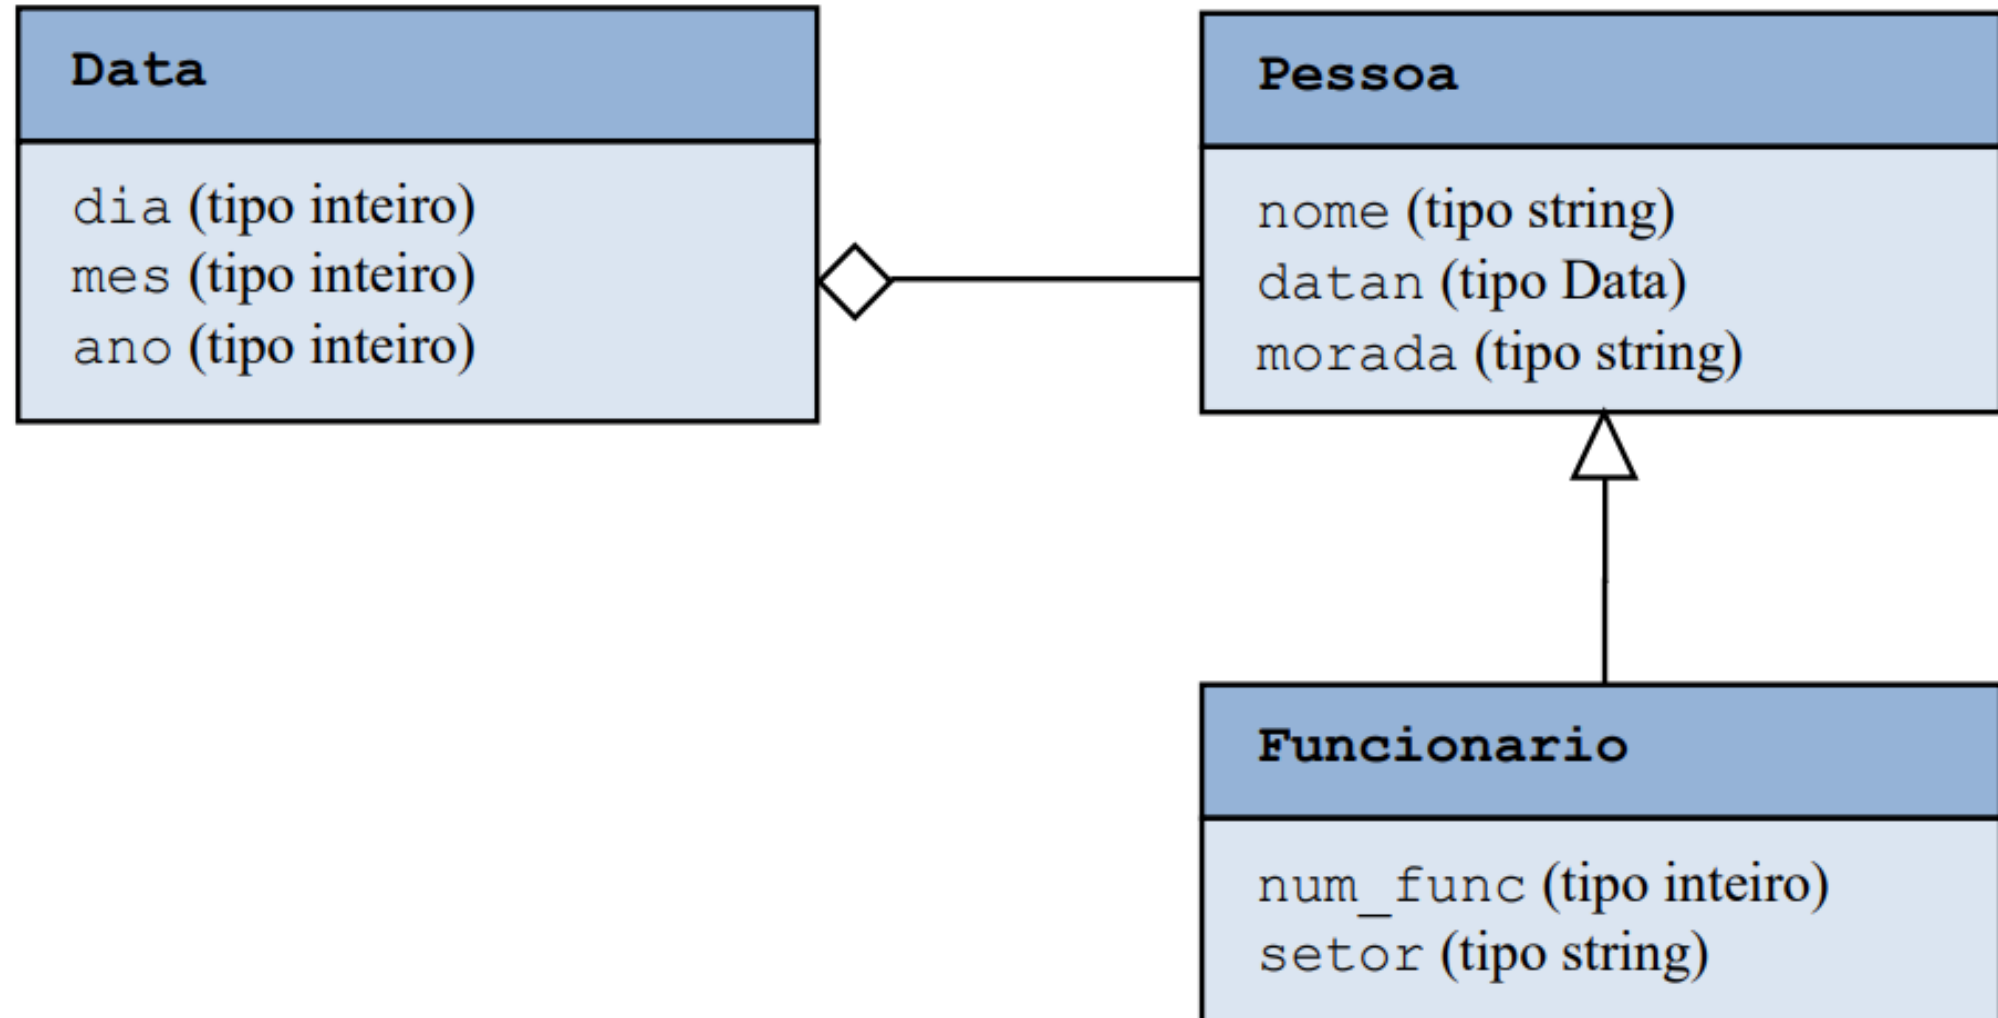 Data
dia (tipo inteiro)
mes (tipo inteiro)
ano (tipo inteiro)
Pessoa
nome (tipo string)
datan (tipo Data)
morada (tipo string)
Funcionario
num_func (tipo inteiro)
setor (tipo string)